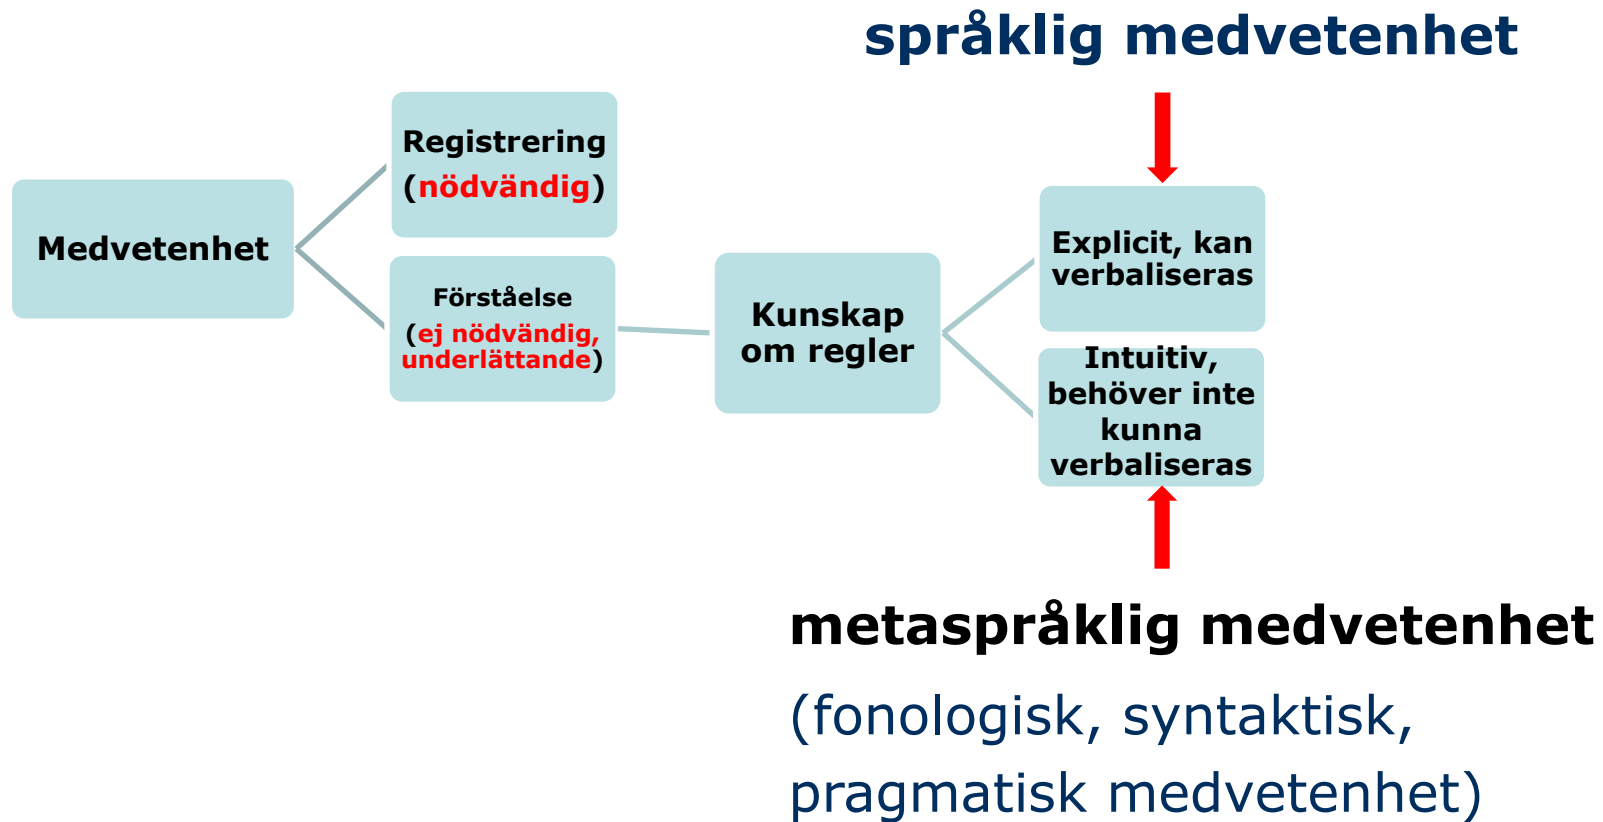 språklig medvetenhet
Registrering
(nödvändig)
Medvetenhet
Förståelse
(ej nödvändig,
underlättande)
Kunskap
om regler
Explicit, kan
verbaliseras
Intuitiv,
behöver inte
kunna
verbaliseras
metaspråklig medvetenhet
(fonologisk, syntaktisk,
pragmatisk medvetenhet)